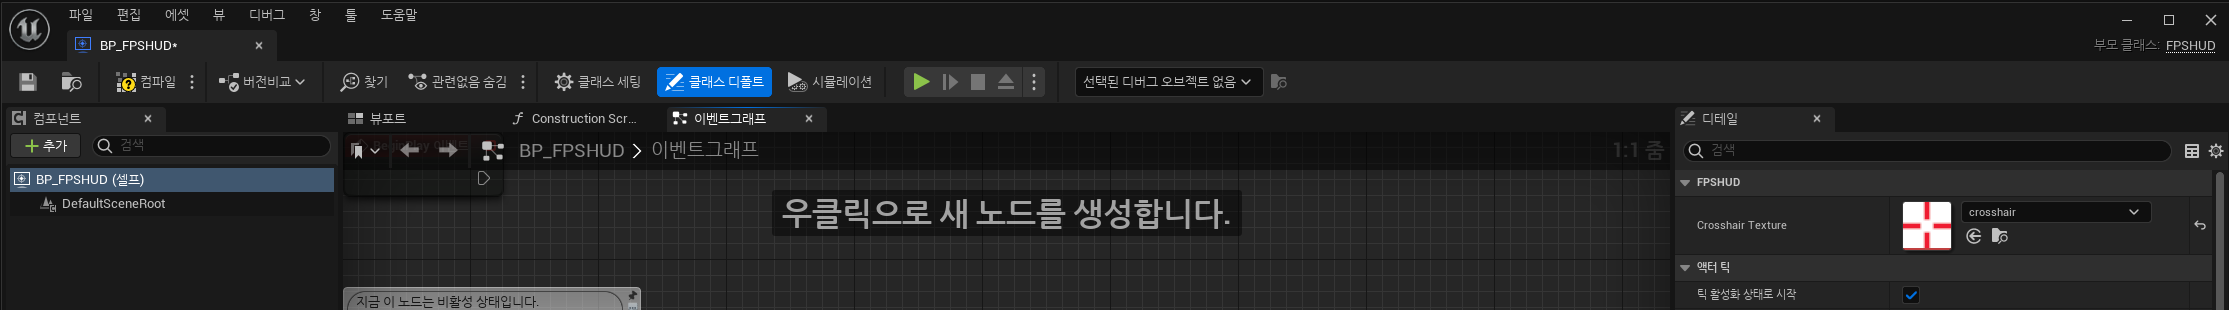 파일 편집 에셋 뷰 디버그 창 툴 도움말
BP_FPSHUD*
부모 클래스: FPSHUD
컴파일 버전비교 찾기 관련없음 숨김 클래스 세팅 클래스 디폴트 시뮬레이션 선택된 디버그 오브젝트 없음
컴포넌트 뷰포트 Construction Scr... 이벤트그래프 디테일
추가 검색
BP_FPSHUD > 이벤트그래프
1:1 줌
검색
BP_FPSHUD (셀프)
DefaultSceneRoot
우클릭으로 새 노드를 생성합니다.
FPSHUD
Crosshair Texture
crosshair
액터 틱
틱 활성화 상태로 시작
지금 이 노드는 비활성 상태입니다.